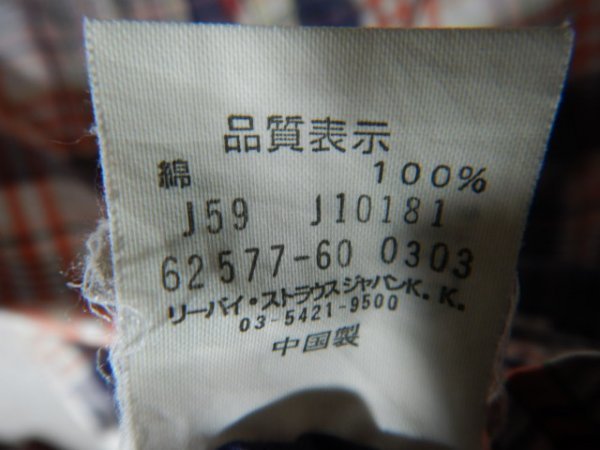 品質表示
綿 100%
J59 J10181
62577-60 0303
リーバイ・ストラウスジャパンK.K.
03-5421-9500
中国製